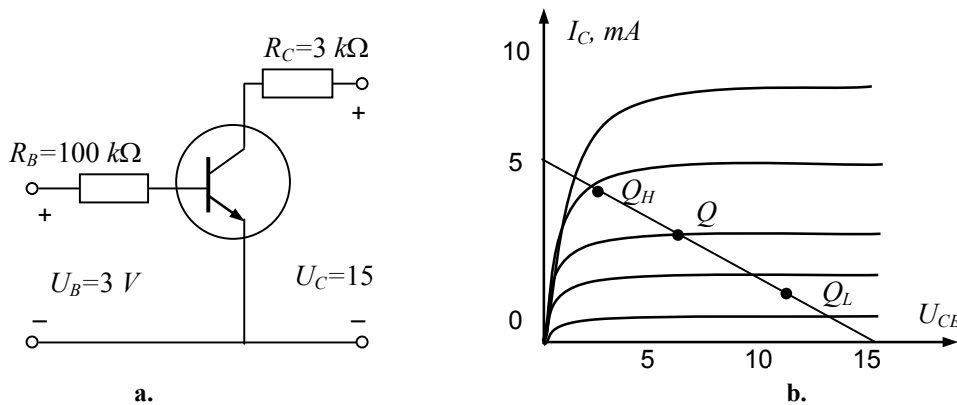 R_C=3 kΩ
+
R_B=100 kΩ
+
U_B=3 V
U_C=15
−
−
a.
I_C, mA
10
5
0
Q_H
Q
Q_L
U_CE
5
10
15
b.